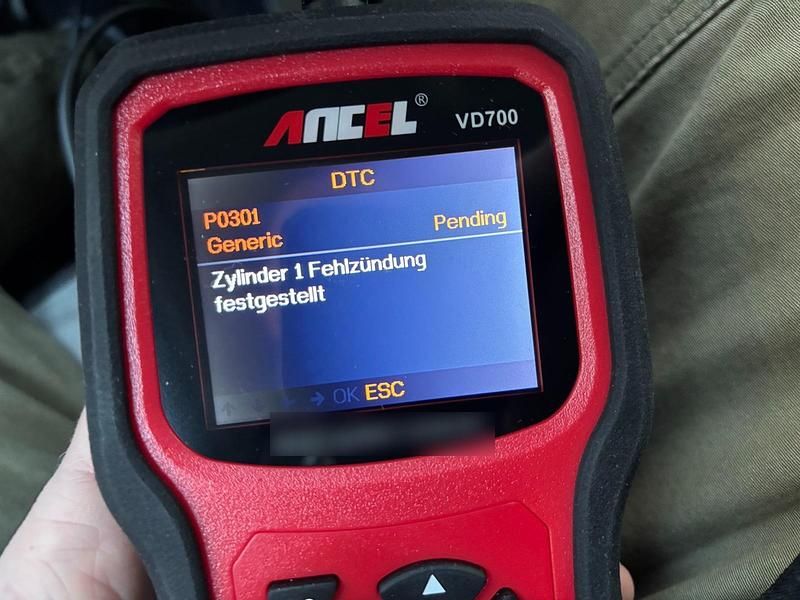 ANCEL®
VD700
DTC
P0301
Generic
Pending
Zylinder 1 Fehlzündung
festgestellt
OK ESC